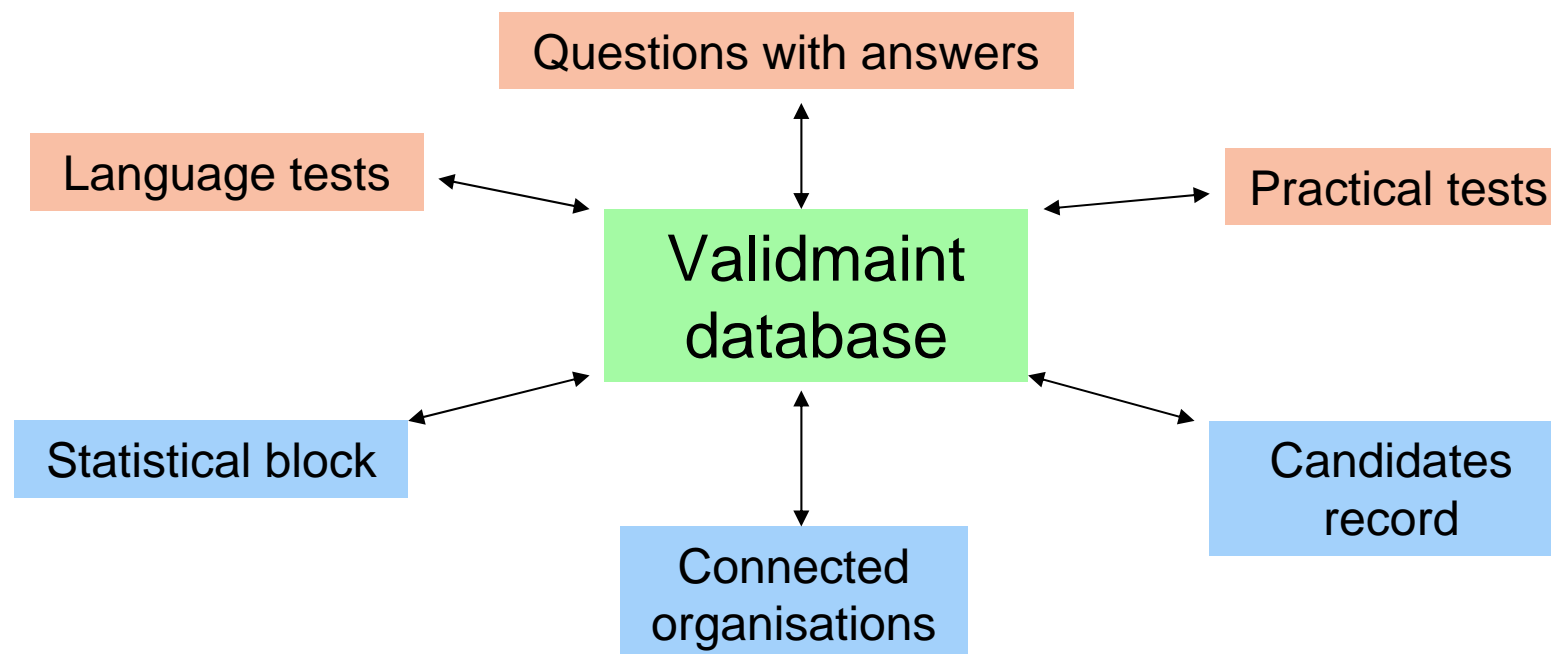 Questions with answers
Language tests
Practical tests
Validmaint
database
Statistical block
Candidates
record
Connected
organisations